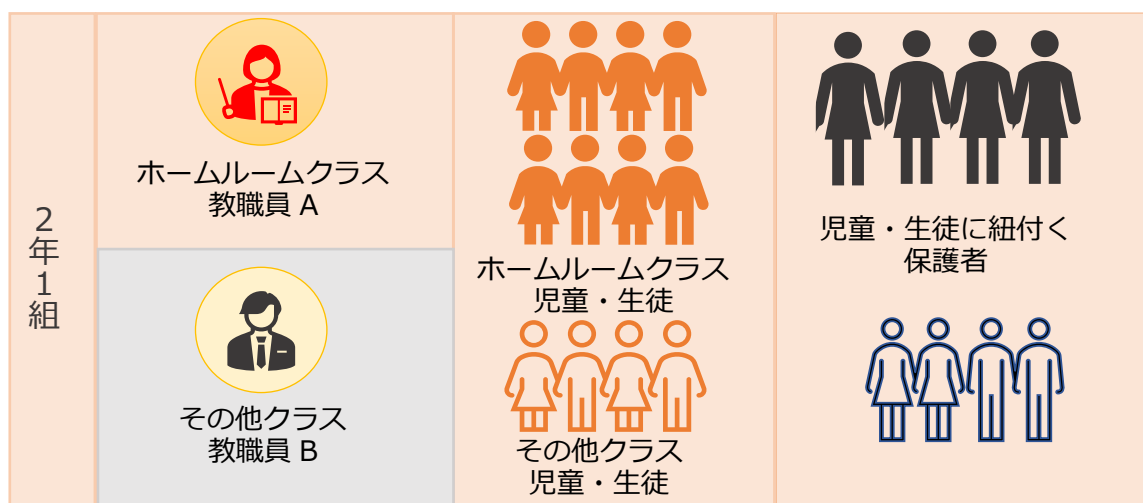 2年1組
ホームルームクラス
教職員 A
その他クラス
教職員 B
ホームルームクラス
児童・生徒
その他クラス
児童・生徒
児童・生徒に紐付く
保護者